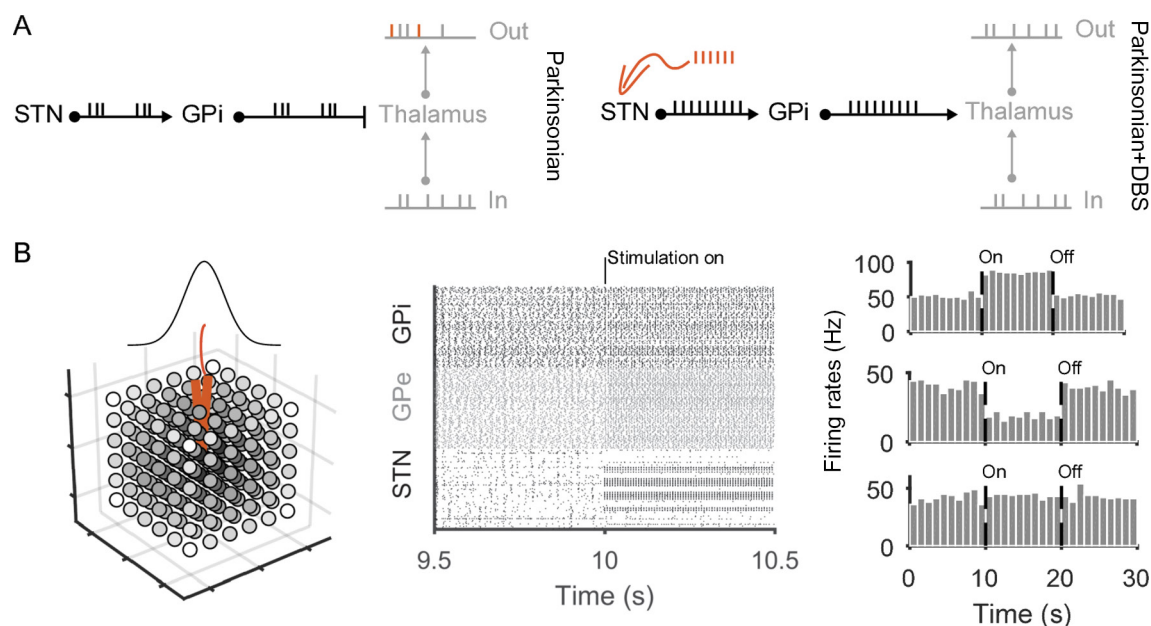 A
Out
STN
GPi
Thalamus
In
Parkinsonian
Out
STN
GPi
Thalamus
In
Parkinsonian+DBS
B
Stimulation on
GPi
GPe
STN
9.5
10
10.5
Time (s)
Firing rates (Hz)
100
50
0
On
Off
50
0
On
Off
50
0
On
Off
0
10
20
30
Time (s)